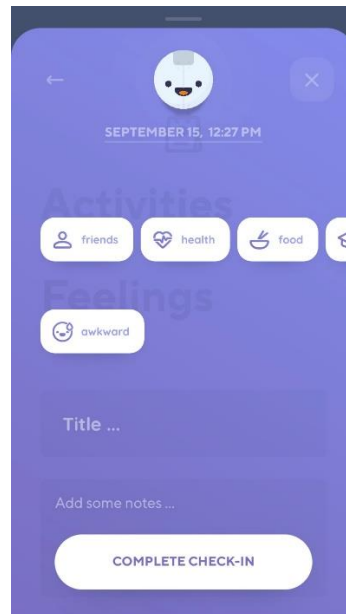 SEPTEMBER 15, 12:27 PM
Activities
friends health food
Feelings
awkward
Title ...
Add some notes ...
COMPLETE CHECK-IN